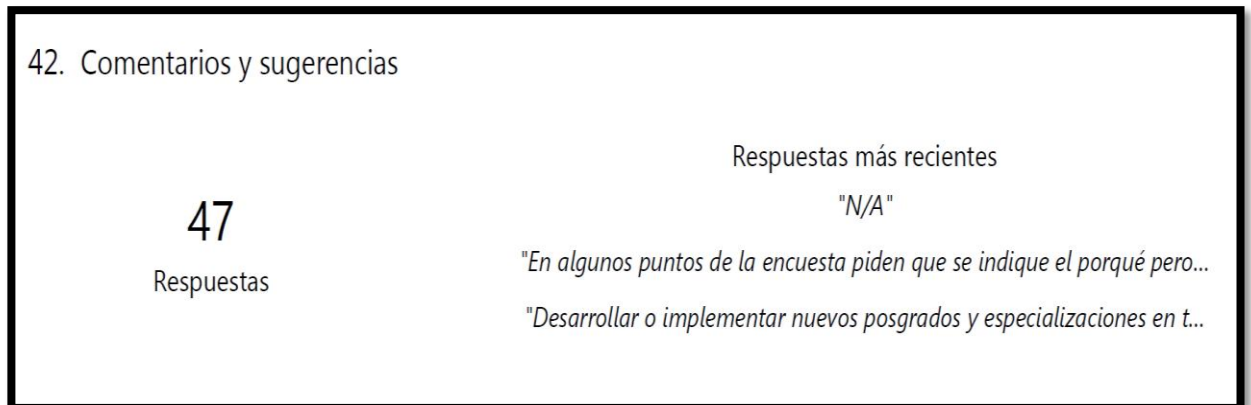 42. Comentarios y sugerencias
47
Respuestas
Respuestas más recientes
"N/A"
"En algunos puntos de la encuesta piden que se indique el porqué pero...
"Desarrollar o implementar nuevos posgrados y especializaciones en t...